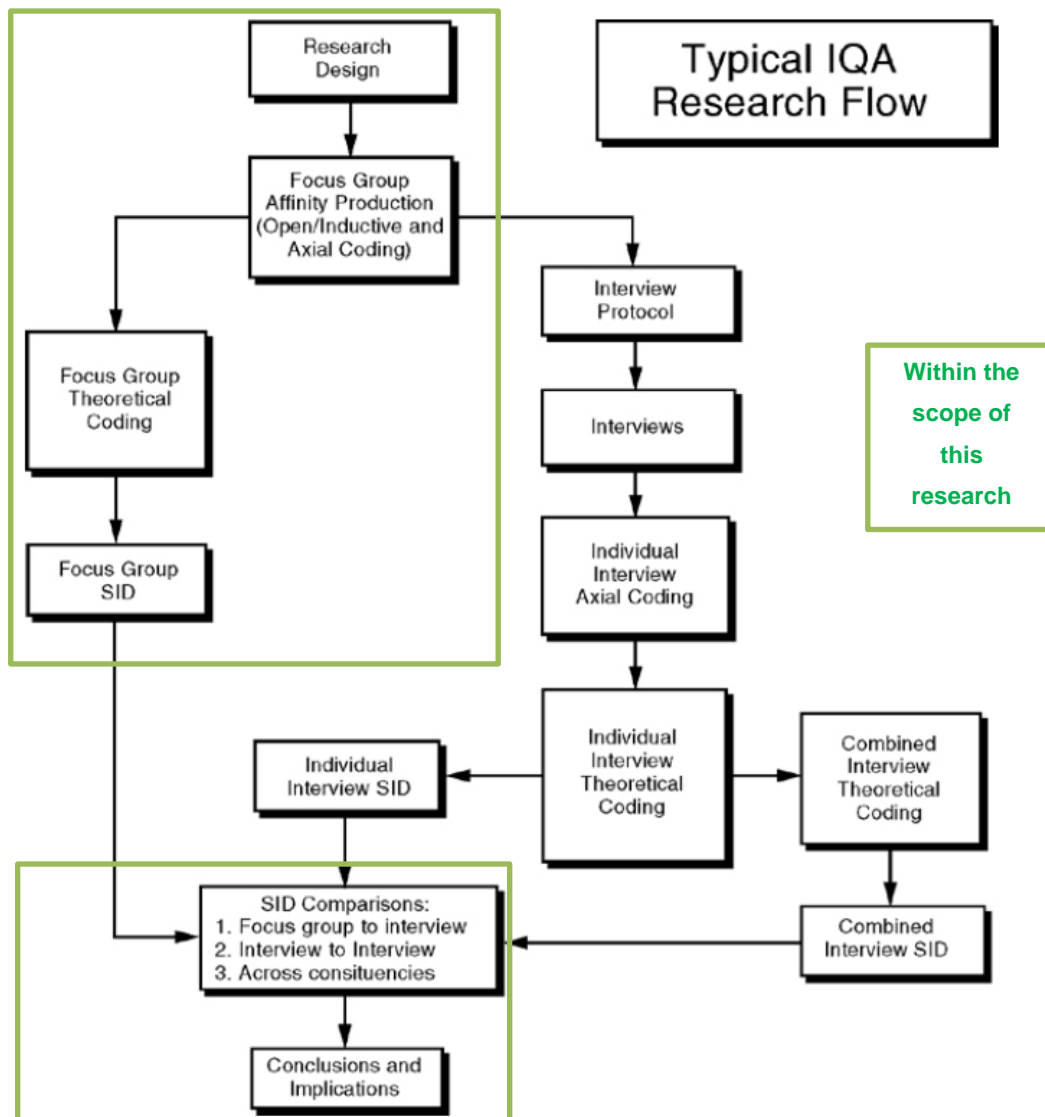 Typical IQA
Research Flow
Research
Design
Focus Group
Affinity Production
(Open/Inductive and
Axial Coding)
Focus Group
Theoretical
Coding
Focus Group
SID
Interview
Protocol
Interviews
Individual
Interview
Axial Coding
Within the
scope of
this
research
Individual
Interview
Theoretical
Coding
Individual
Interview SID
Combined
Interview
Theoretical
Coding
Combined
Interview SID
SID Comparisons:
1. Focus group to interview
2. Interview to Interview
3. Across consituencies
Conclusions and
Implications